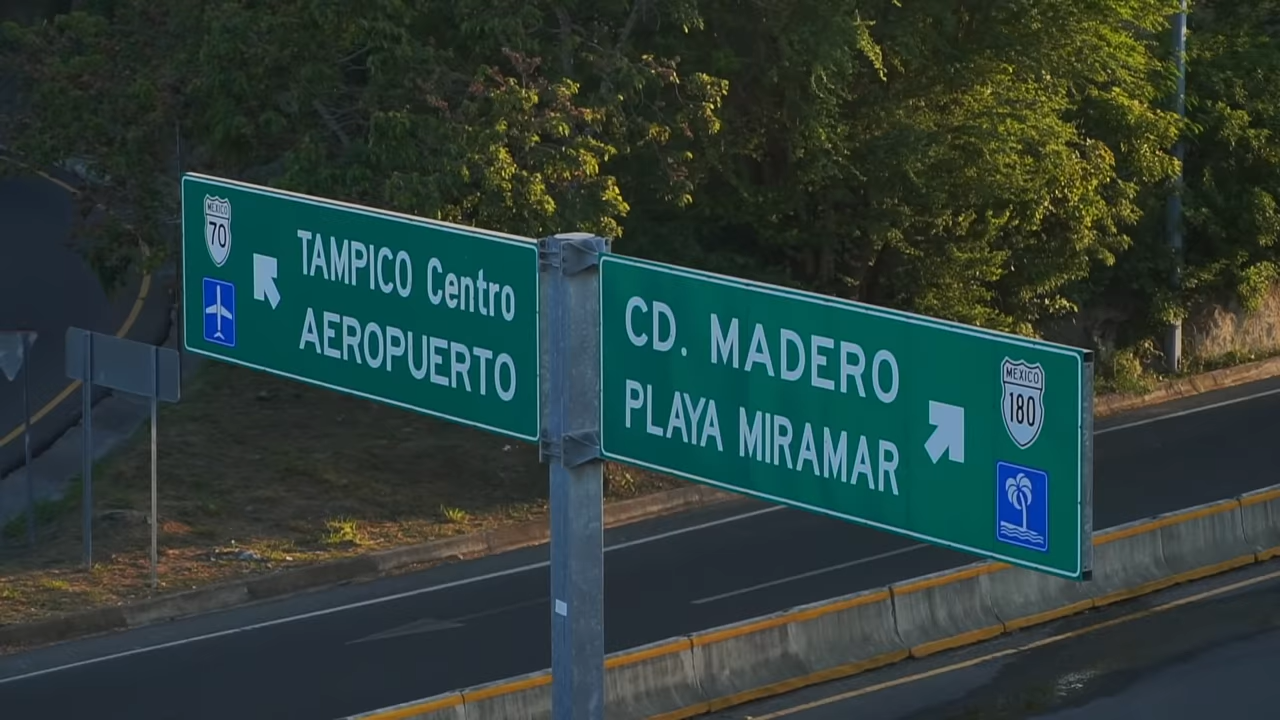 MEXICO
70
TAMPICO Centro
AEROPUERTO
CD. MADERO
PLAYA MIRAMAR
MEXICO
180